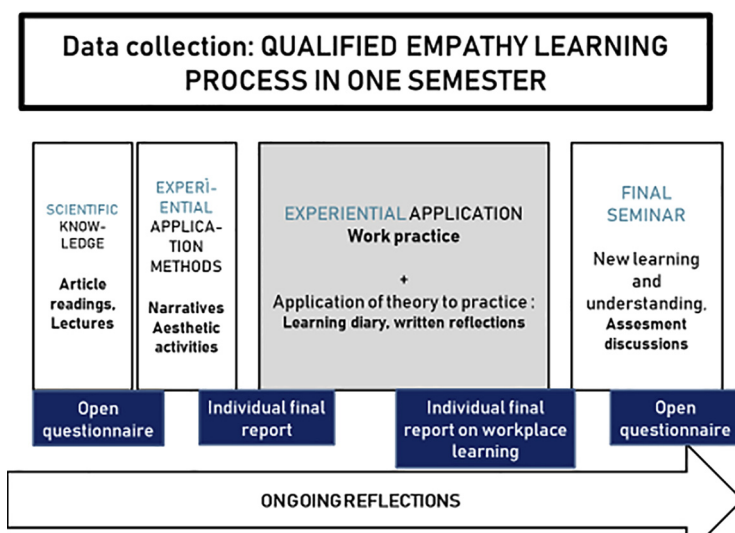 Data collection: QUALIFIED EMPATHY LEARNING
PROCESS IN ONE SEMESTER
SCIENTIFIC
KNOW-
LEDGE
Article
readings,
Lectures
EXPERÌ-
ENTIAL
APPLICA-
TION
METHODS
Narratives
Aesthetic
activities
EXPERIENTIAL APPLICATION
Work practice
+
Application of theory to practice :
Learning diary, written reflections
FINAL
SEMINAR
New learning
and
understanding.
Assesment
discussions
Open
questionnaire
Individual final
report
Individual final
report on workplace
learning
Open
questionnaire
ONGOING REFLECTIONS